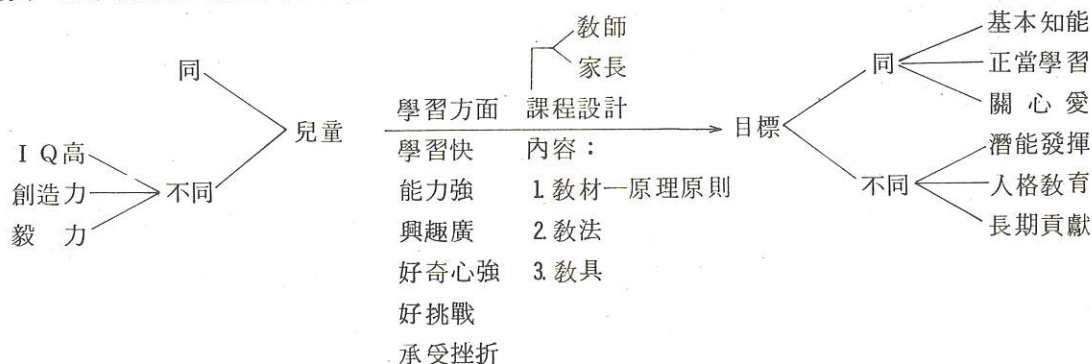 教師
家長
同
兒童
IQ高
創造力
毅力
不同
學習方面
學習快
能力強
興趣廣
好奇心強
好挑戰
承受挫折
課程設計
內容：
1. 教材—原理原則
2. 教法
3. 教具
目標
同
基本知能
正當學習
關心愛
不同
潛能發揮
人格教育
長期貢獻